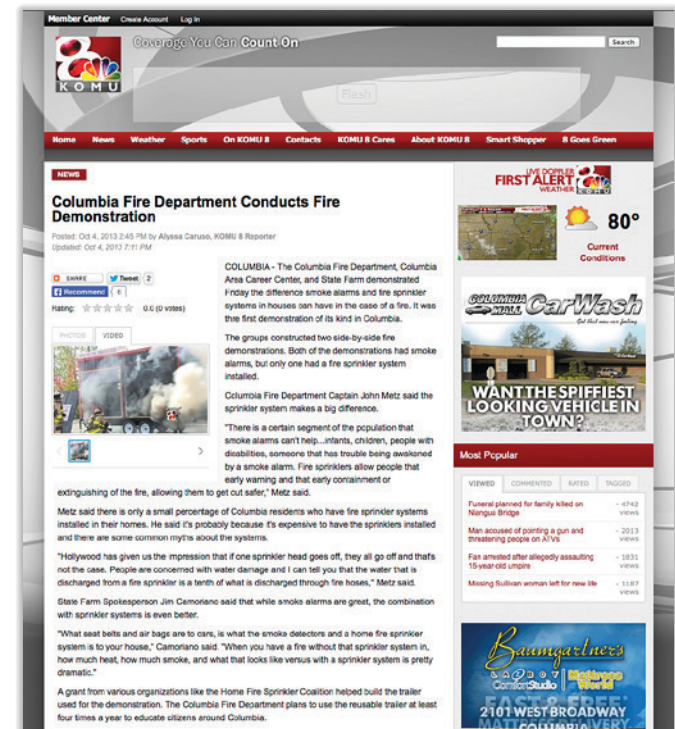 Member Center Create Account Log In
Coverage You Can Count On
Search
8
KOMU
Flash
Home News Weather Sports On KOMU 8 Contacts KOMU 8 Cares About KOMU 8 Smart Shopper 8 Goes Green
NEWS
Columbia Fire Department Conducts Fire
Demonstration
Posted: Oct 4, 2013 2:45 PM by Alyssa Caruso, KOMU 8 Reporter
Updated: Oct 4, 2013 7:11 PM
SHARE Tweet 2
Recommend 6
Rating: 0.0 (0 votes)
PHOTOS VIDEO
COLUMBIA - The Columbia Fire Department, Columbia
Area Career Center, and State Farm demonstrated
Friday the difference smoke alarms and fire sprinkler
systems in houses can have in the case of a fire. It was
the first demonstration of its kind in Columbia.
The groups constructed two side-by-side fire
demonstrations. Both of the demonstrations had smoke
alarms, but only one had a fire sprinkler system
installed.
Columbia Fire Department Captain John Metz said the
sprinkler system makes a big difference.
"There is a certain segment of the population that
smoke alarms can't help...infants, children, people with
disabilities, someone that has trouble being awakened
by a smoke alarm. Fire sprinklers allow people that
early warning and that early containment or
extinguishing of the fire, allowing them to get out safer," Metz said.
Metz said there is only a small percentage of Columbia residents who have fire sprinkler systems
installed in their homes. He said it's probably because it's expensive to have the sprinklers installed
and there are some common myths about the systems.
"Hollywood has given us the impression that if one sprinkler head goes off, they all go off and that's
not the case. People are concerned with water damage and I can tell you that the water that is
discharged from a fire sprinkler is a tenth of what is discharged through fire hoses," Metz said.
State Farm Spokesperson Jim Camoriano said that while smoke alarms are great, the combination
with sprinkler systems is even better.
"What seat belts and air bags are to cars, is what the smoke detectors and a home fire sprinkler
system is to your house," Camoriano said. "When you have a fire without that sprinkler system in,
how much heat, how much smoke, and what that looks like versus with a sprinkler system is pretty
dramatic."
A grant from various organizations like the Home Fire Sprinkler Coalition helped build the trailer
used for the demonstration. The Columbia Fire Department plans to use the reusable trailer at least
four times a year to educate citizens around Columbia.
LIVE DOPPLER
FIRST ALERT
WEATHER
KOMU
80°
Current
Conditions
COLUMBIA
MALL CarWash
Get that new car feeling
WANT THE SPIFFIEST
LOOKING VEHICLE IN
TOWN?
Most Popular
VIEWED COMMENTED RATED TAGGED
Funeral planned for family killed on
Niangua Bridge
- 4742
views
Man accused of pointing a gun and
threatening people on ATVs
- 2013
views
Fan arrested after allegedly assaulting
15-year-old umpire
- 1831
views
Missing Sullivan woman left for new life
- 1187
views
Baumgartner's
LA-Z-BOY
ComfortStudio
Mattress
World
FAST & FREE
2101 WEST BROADWAY
MATTRESS DELIVERY
COLUMBIA